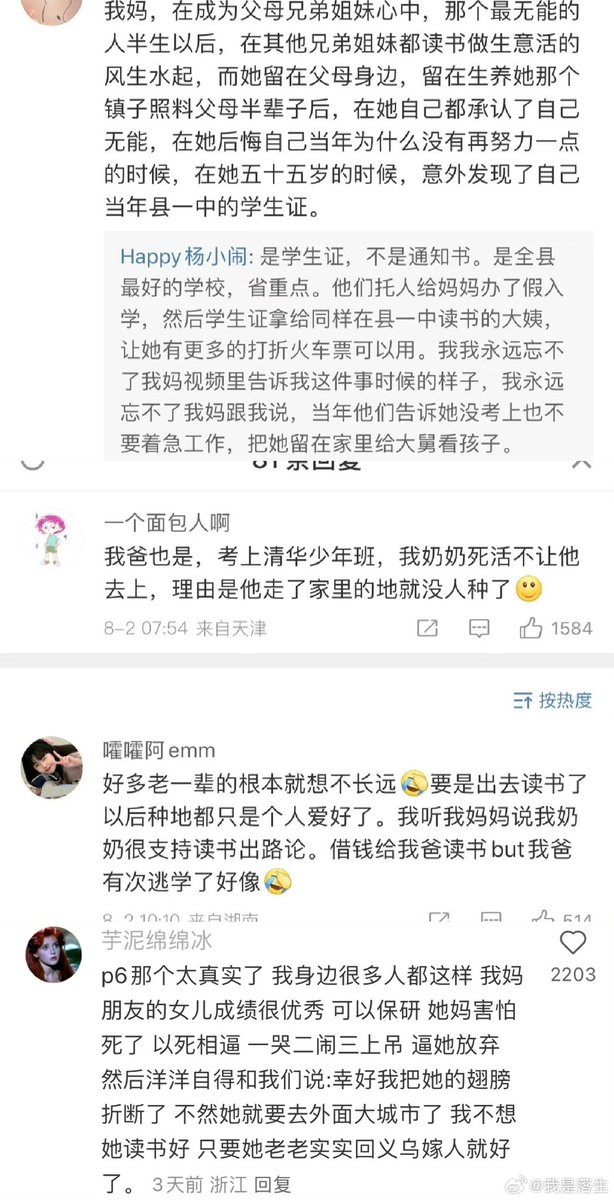 我妈，在成为父母兄弟姐妹心中，那个最无能的
人半生以后，在其他兄弟姐妹都读书做生意活的
风生水起，而她留在父母身边，留在生养她那个
镇子照料父母半辈子后，在她自己都承认了自己
无能，在她后悔自己当年为什么没有再努力一点
的时候，在她五十五岁的时候，意外发现了自己
当年县一中的学生证。
Happy杨小闹: 是学生证，不是通知书。是全县
最好的学校，省重点。他们托人给妈妈办了假入
学，然后学生证拿给同样在县一中读书的大姨，
让她有更多的打折火车票可以用。我我永远忘不
了我妈视频里告诉我这件事时候的样子，我永远
忘不了我妈跟我说，当年他们告诉她没考上也不
要着急工作，把她留在家里给大舅看孩子。
81条回复
一个面包人啊
我爸也是，考上清华少年班，我奶奶死活不让他
去上，理由是他走了家里的地就没人种了🙂
8-2 07:54 来自天津
1584
按热度
嚯嚯阿emm
好多老一辈的根本就想不长远🤣要是出去读书了
以后种地都只是个人爱好了。我听我妈妈说我奶
奶很支持读书出路论。借钱给我爸读书but我爸
有次逃学了好像🤣
8-2 10:10 来自湖南
514
芋泥绵绵冰
p6那个太真实了 我身边很多人都这样 我妈
2203
朋友的女儿成绩很优秀 可以保研 她妈害怕
死了 以死相逼 一哭二闹三上吊 逼她放弃
然后洋洋自得和我们说:幸好我把她的翅膀
折断了 不然她就要去外面大城市了 我不想
她读书好 只要她老老实实回义乌嫁人就好
了。 3天前 浙江 回复
@我是落生